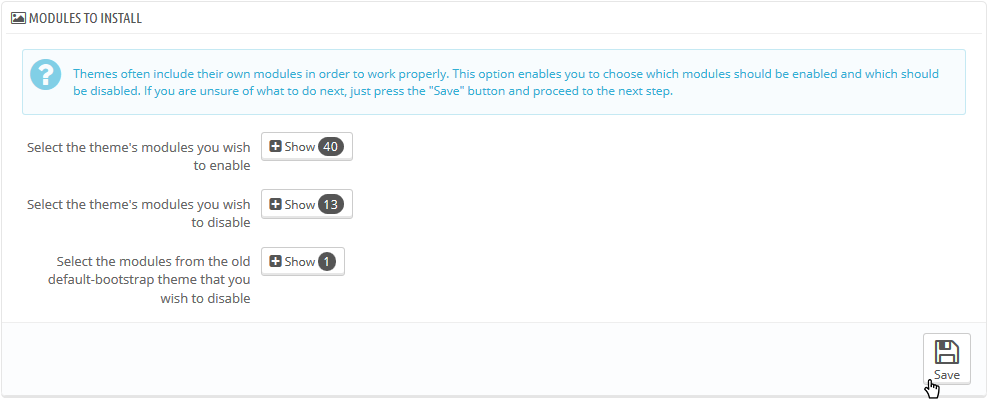 MODULES TO INSTALL
?
Themes often include their own modules in order to work properly. This option enables you to choose which modules should be enabled and which should
be disabled. If you are unsure of what to do next, just press the "Save" button and proceed to the next step.
Select the theme's modules you wish
to enable
Show 40
Select the theme's modules you wish
to disable
Show 13
Select the modules from the old
default-bootstrap theme that you
wish to disable
Show 1
Save